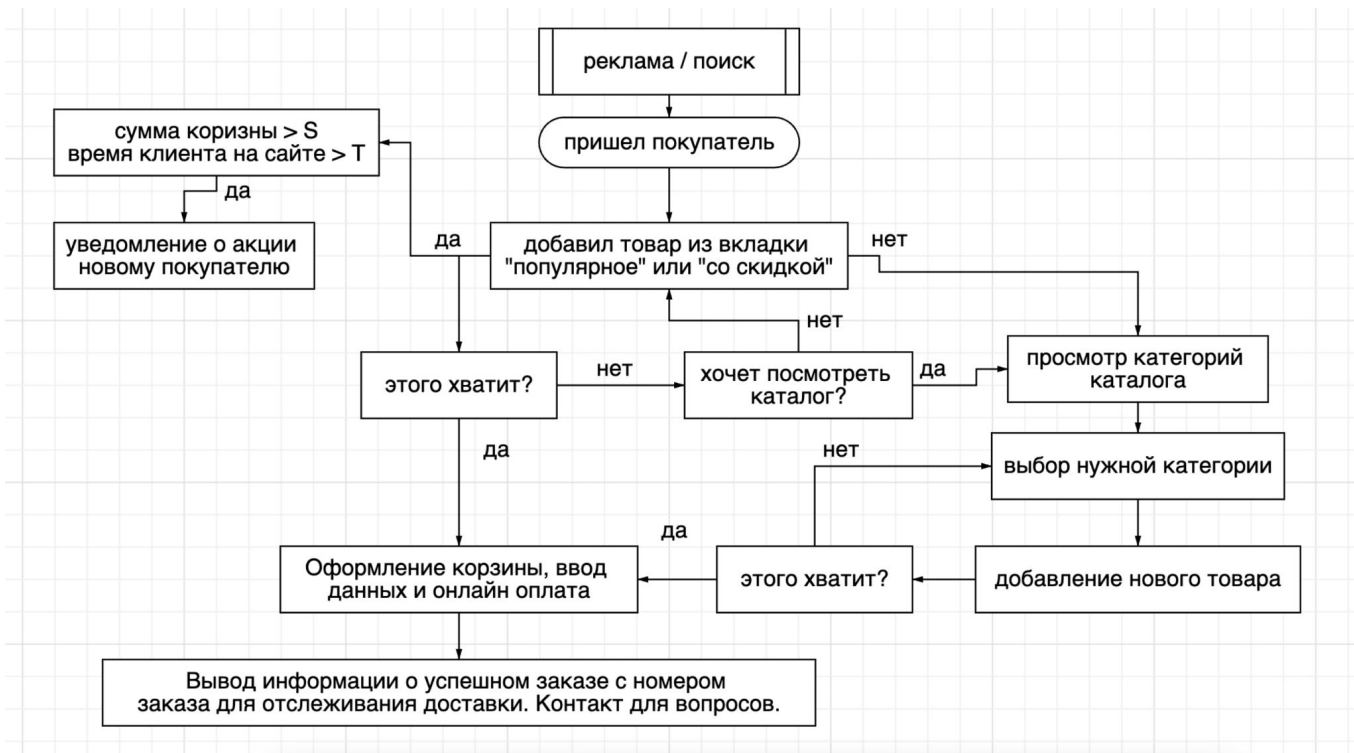 реклама / поиск
сумма коризны > S
время клиента на сайте > T
пришел покупатель
да
уведомление о акции
новому покупателю
да
добавил товар из вкладки
"популярное" или "со скидкой"
нет
нет
этого хватит?
нет
хочет посмотреть
каталог?
да
просмотр категорий
каталога
да
нет
выбор нужной категории
да
Оформление корзины, ввод
данных и онлайн оплата
этого хватит?
добавление нового товара
Вывод информации о успешном заказе с номером
заказа для отслеживания доставки. Контакт для вопросов.